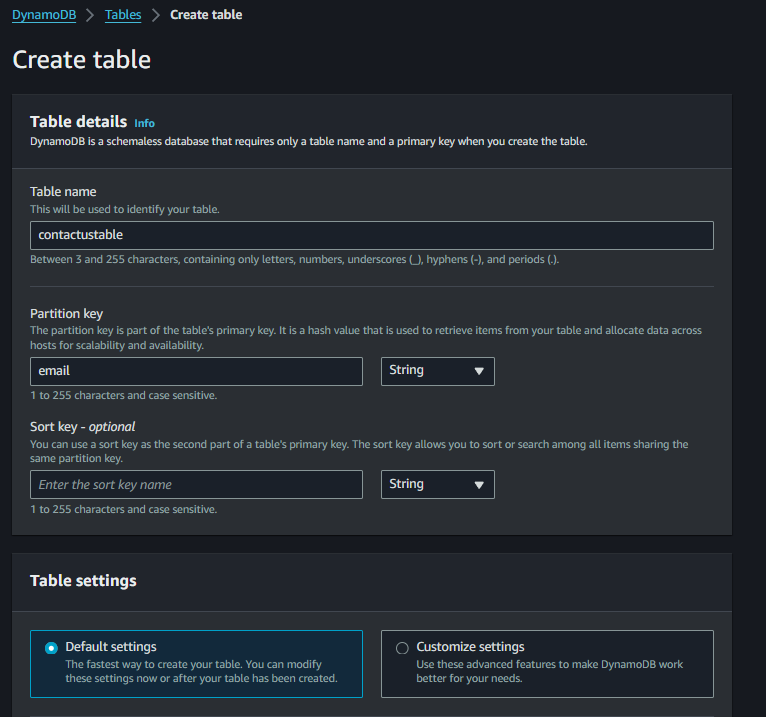 DynamoDB > Tables > Create table
Create table
Table details Info
DynamoDB is a schemaless database that requires only a table name and a primary key when you create the table.
Table name
This will be used to identify your table.
contactustable
Between 3 and 255 characters, containing only letters, numbers, underscores (_), hyphens (-), and periods (.).
Partition key
The partition key is part of the table's primary key. It is a hash value that is used to retrieve items from your table and allocate data across
hosts for scalability and availability.
email String
1 to 255 characters and case sensitive.
Sort key - optional
You can use a sort key as the second part of a table's primary key. The sort key allows you to sort or search among all items sharing the
same partition key.
Enter the sort key name String
1 to 255 characters and case sensitive.
Table settings
Default settings
The fastest way to create your table. You can modify
these settings now or after your table has been created.
Customize settings
Use these advanced features to make DynamoDB work
better for your needs.